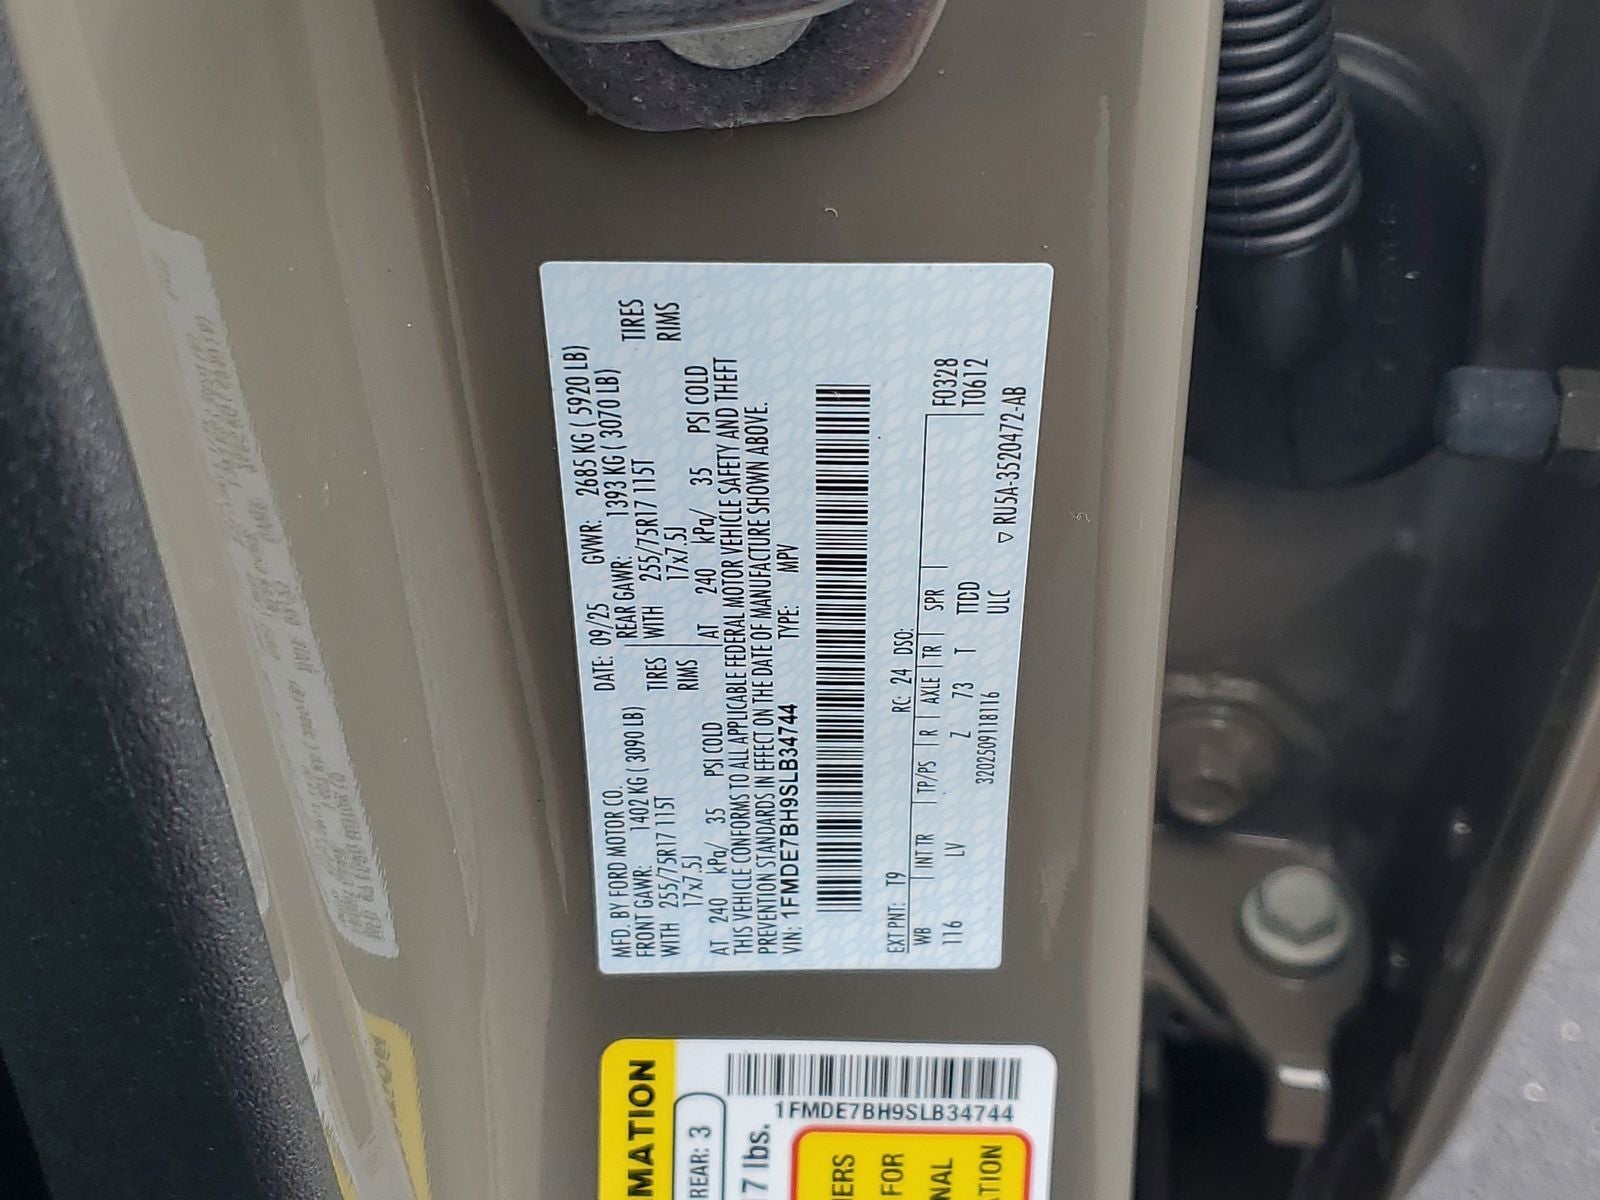 MFD. BY FORD MOTOR CO.
DATE: 09/25 GVWR: 2685 KG ( 5920 LB)
FRONT GAWR: 1402 KG ( 3090 LB)
REAR GAWR: 1393 KG ( 3070 LB)
WITH 255/75R17 115T TIRES
WITH 255/75R17 115T TIRES
17x7.5J RIMS
17x7.5J RIMS
AT 240 kPa/ 35 PSI COLD
AT 240 kPa/ 35 PSI COLD
THIS VEHICLE CONFORMS TO ALL APPLICABLE FEDERAL MOTOR VEHICLE SAFETY AND THEFT
PREVENTION STANDARDS IN EFFECT ON THE DATE OF MANUFACTURE SHOWN ABOVE.
VIN: 1FMDE7BH9SLB34744 TYPE: MPV
EXT PNT: T9 RC: 24 DSO:
WB INT TR TP/PS R AXLE TR SPR F0328
116 LV Z 73 T TTDD T0612
3202509118116 ULC
▽ RU5A-3520472-AB
MATION
REAR: 3
7 lbs.
1FMDE7BH9SLB34744
ERS
FOR
NAL
TION